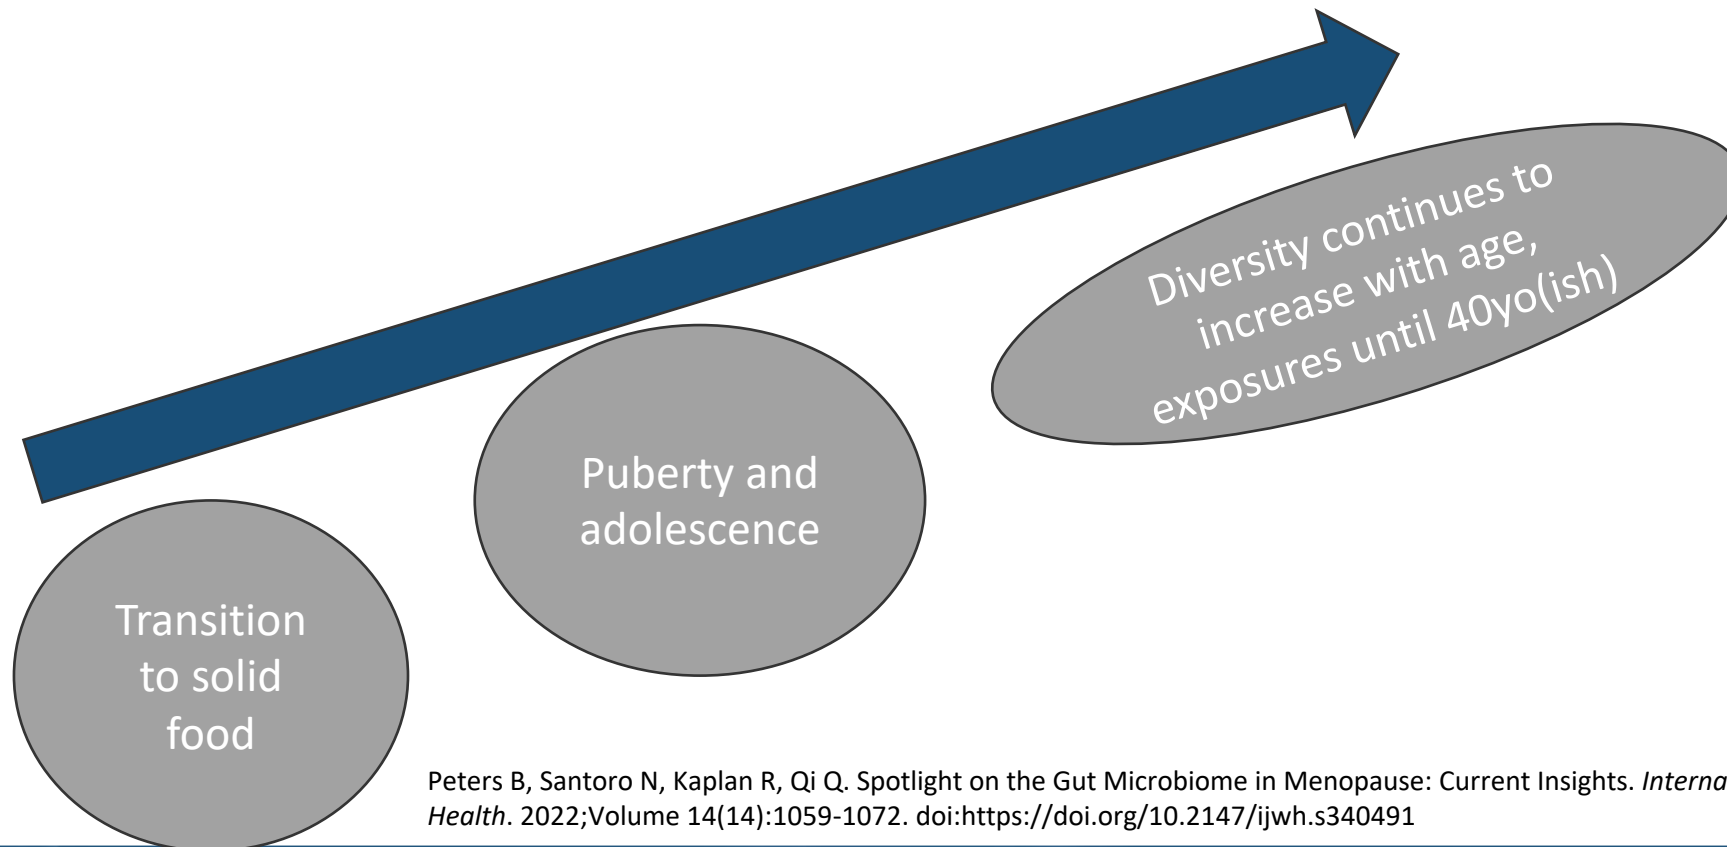 Diversity continues to
increase with age,
exposures until 40yo(ish)
Puberty and
adolescence
Transition
to solid
food
Peters B, Santoro N, Kaplan R, Qi Q. Spotlight on the Gut Microbiome in Menopause: Current Insights. Interna
Health. 2022;Volume 14(14):1059-1072. doi:https://doi.org/10.2147/ijwh.s340491